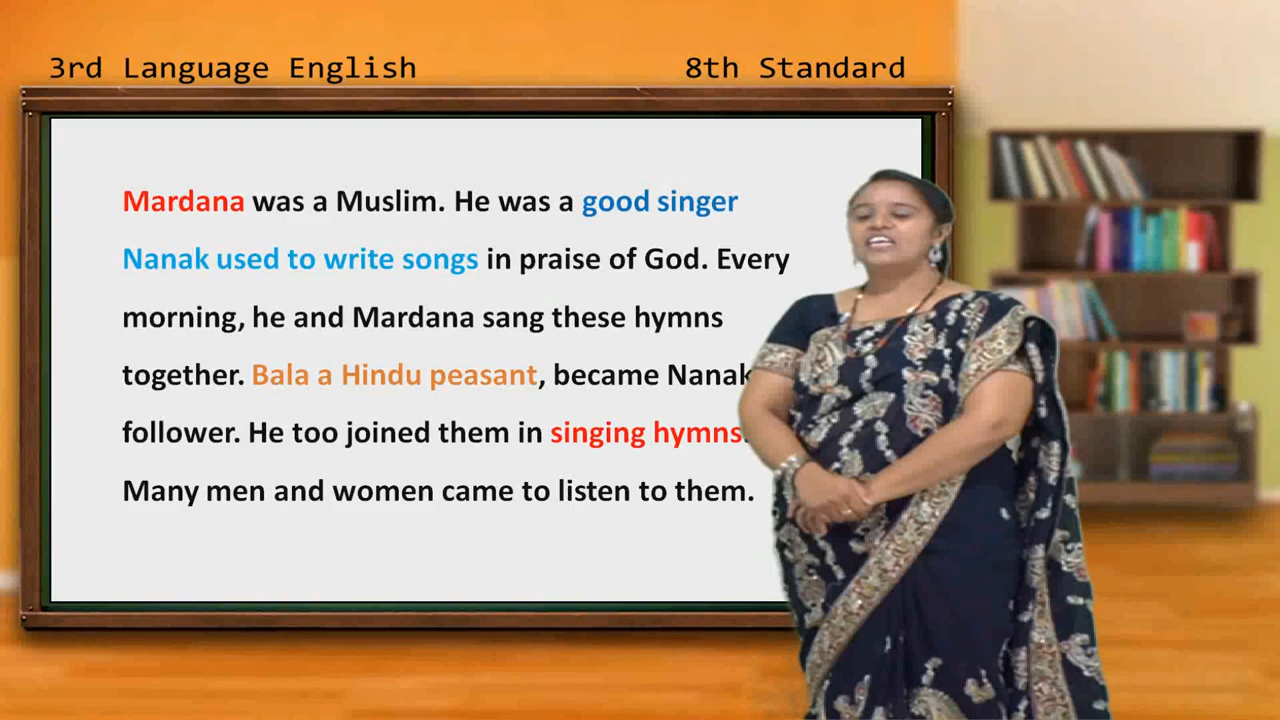 3rd Language English
8th Standard
Mardana was a Muslim. He was a good singer
Nanak used to write songs in praise of God. Every
morning, he and Mardana sang these hymns
together. Bala a Hindu peasant, became Nanak
follower. He too joined them in singing hymns.
Many men and women came to listen to them.